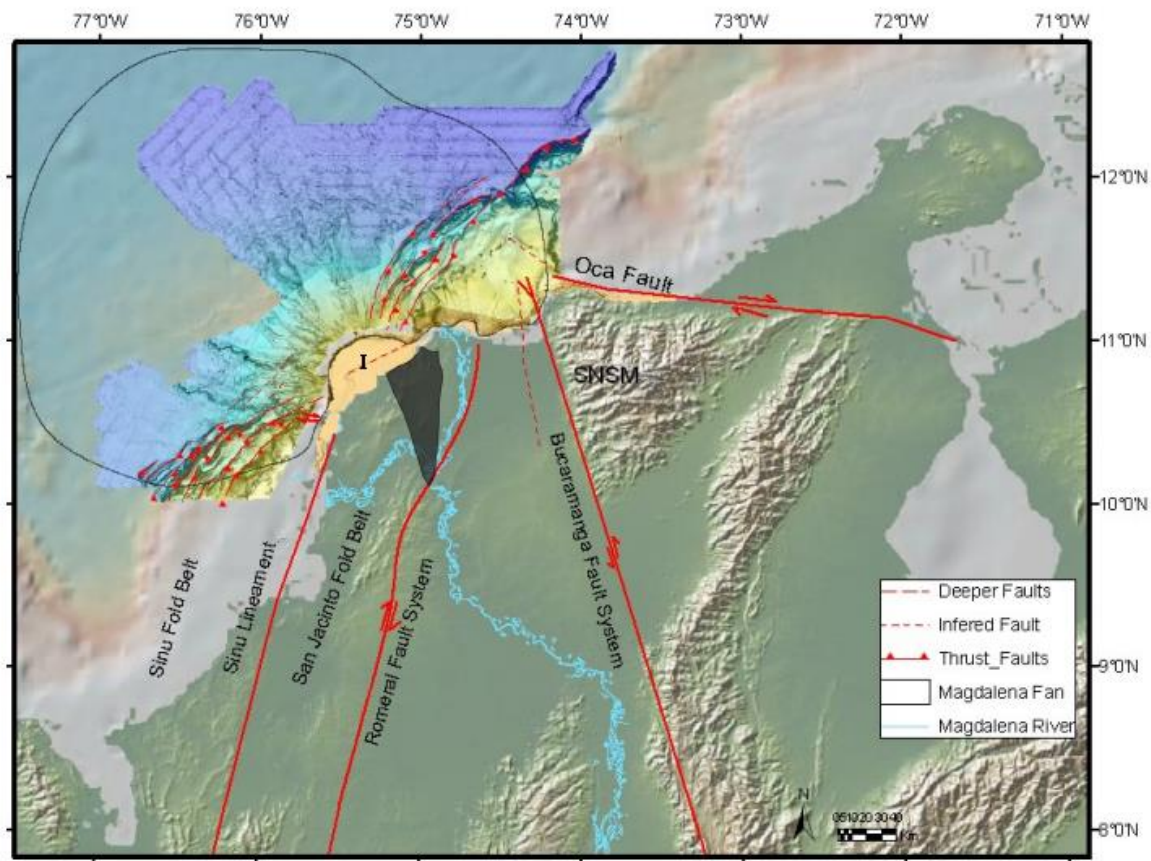 77°0'W
76°0'W
75°0'W
74°0'W
73°0'W
72°0'W
71°0'W
12°0'N
Oca Fault
11°0'N
I
SNSM
10°0'N
Sinu Fold Belt
Sinu Lineament
San Jacinto Fold Belt
Romeral Fault System
Bucaramanga Fault System
9°0'N
8°0'N
Deeper Faults
Infered Fault
Thrust_Faults
Magdalena Fan
Magdalena River
N
Km